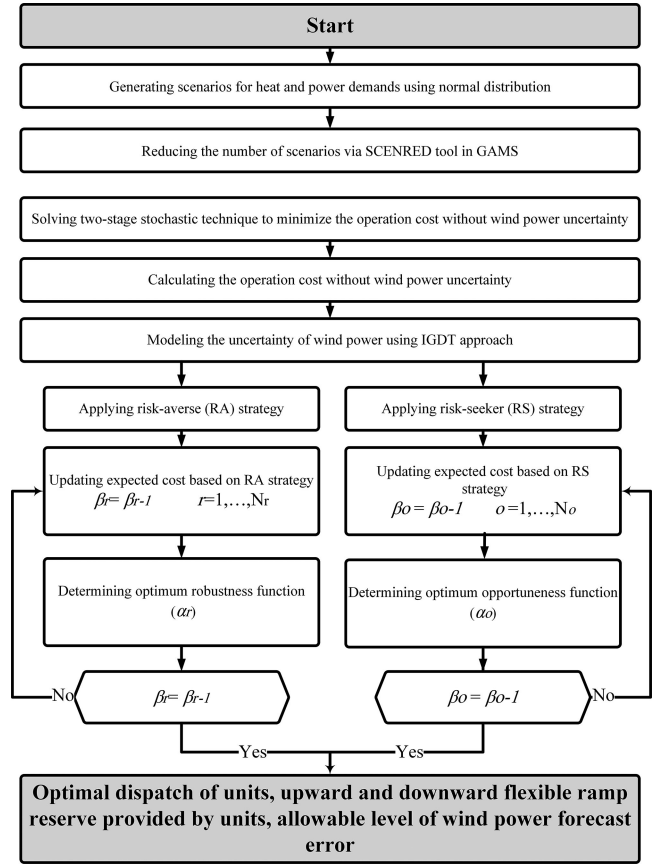 Start
Generating scenarios for heat and power demands using normal distribution
Reducing the number of scenarios via SCENRED tool in GAMS
Solving two-stage stochastic technique to minimize the operation cost without wind power uncertainty
Calculating the operation cost without wind power uncertainty
Modeling the uncertainty of wind power using IGDT approach
Applying risk-averse (RA) strategy
Updating expected cost based on RA strategy
βr= βr-1 r=1,…,Nr
Determining optimum robustness function
(αr)
No
βr= βr-1
Yes
Applying risk-seeker (RS) strategy
Updating expected cost based on RS
strategy
βo = βo-1 o =1,…,No
Determining optimum opportuneness function
(αo)
βo = βo-1
No
Yes
Optimal dispatch of units, upward and downward flexible ramp
reserve provided by units, allowable level of wind power forecast
error